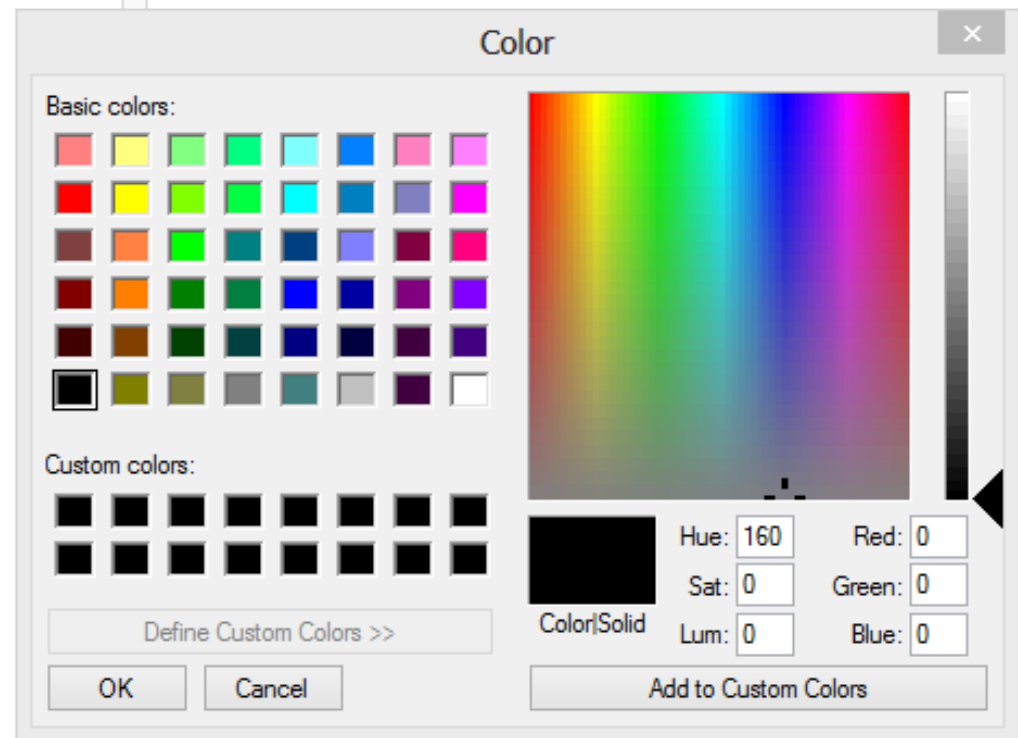 Color
Basic colors:
Custom colors:
Define Custom Colors >>
OK Cancel
Color|Solid
Hue: 160 Red: 0
Sat: 0 Green: 0
Lum: 0 Blue: 0
Add to Custom Colors